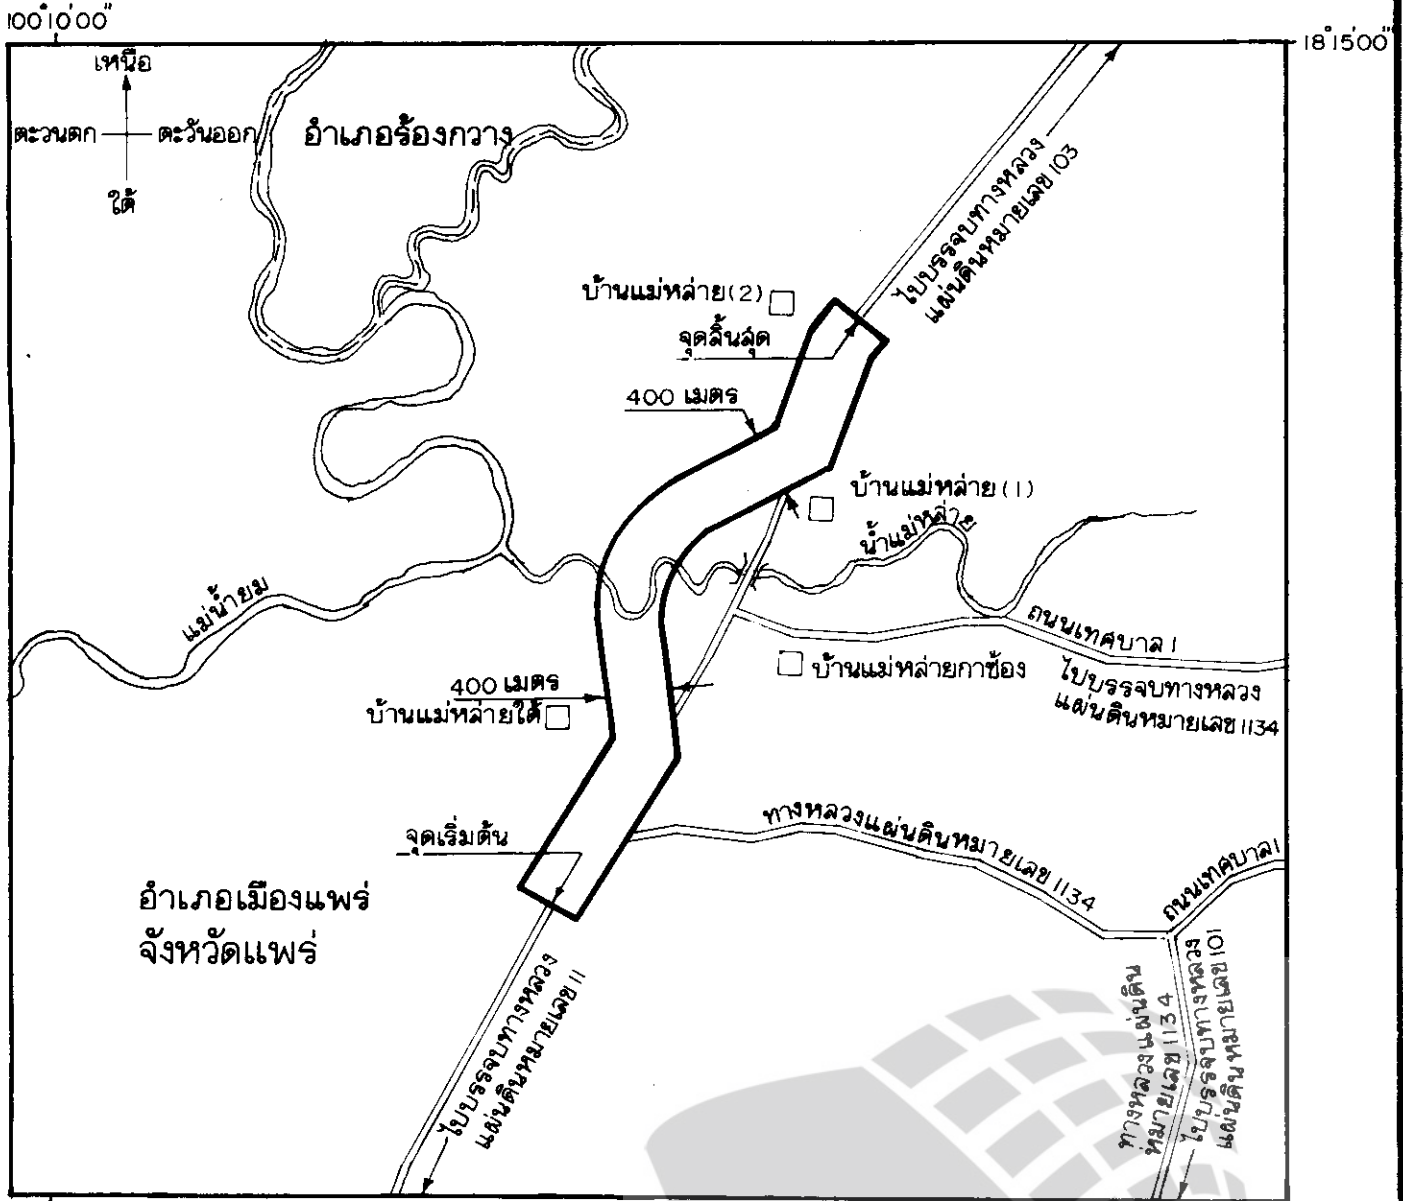 100°10'00"
18°15'00"
เหนือ
ตะวันตก
ตะวันออก
ใต้
อำเภอร้องกวาง
ไปบรรจบทางหลวง
แผ่นดินหมายเลข 103
บ้านแม่หล่าย (2)
จุดสิ้นสุด
400 เมตร
บ้านแม่หล่าย (1)
น้ำแม่หล่าย
แม่น้ำยม
ถนนเทศบาล 1
ไปบรรจบทางหลวง
แผ่นดินหมายเลข 1134
บ้านแม่หล่ายกาซ้อง
400 เมตร
บ้านแม่หล่ายใต้
จุดเริ่มต้น
ทางหลวงแผ่นดินหมายเลข 1134
ถนนเทศบาล 1
อำเภอเมืองแพร่
จังหวัดแพร่
ไปบรรจบทางหลวง
แผ่นดินหมายเลข 11
ทางหลวงแผ่นดิน
หมายเลข 1134
ไปบรรจบทางหลวง
แผ่นดินหมายเลข 101